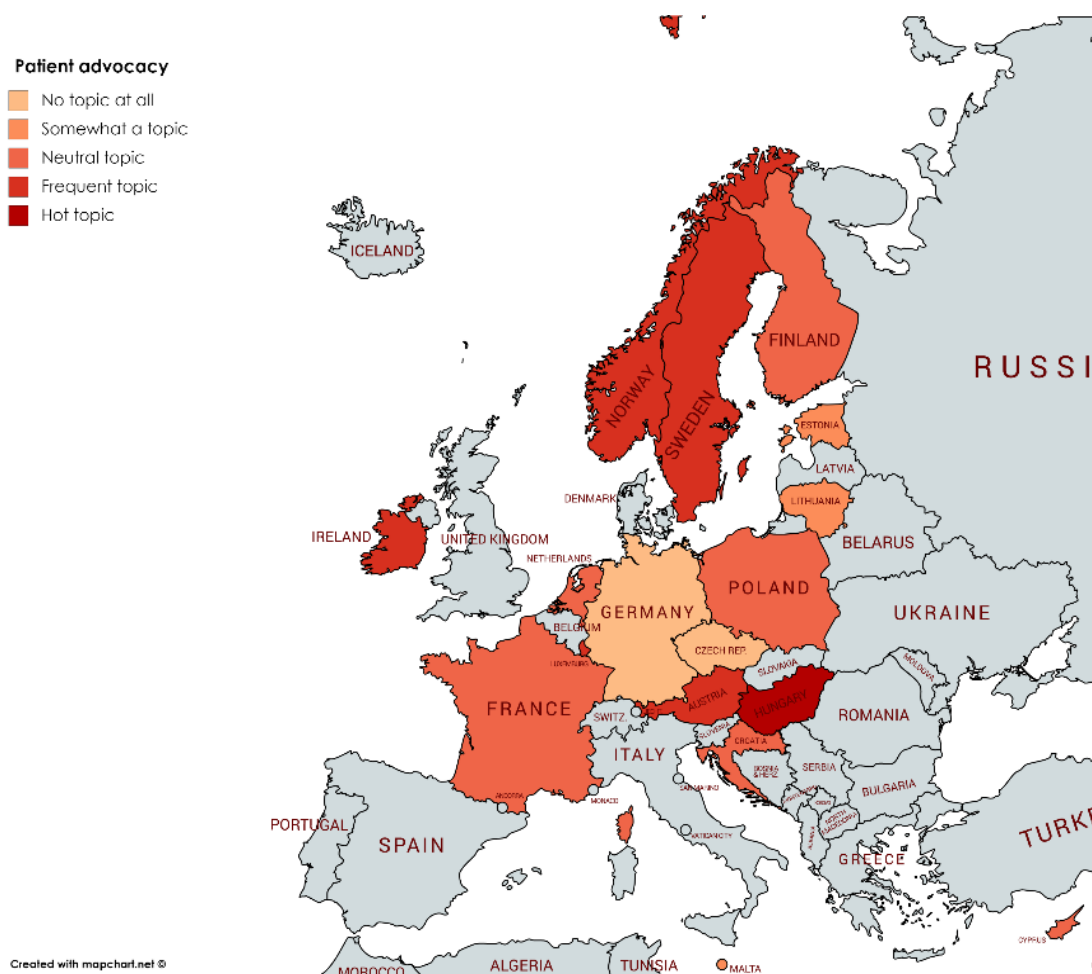 Patient advocacy
No topic at all
Somewhat a topic
Neutral topic
Frequent topic
Hot topic
ICELAND
FINLAND
RUSSI
NORWAY
SWEDEN
ESTONIA
LATVIA
DENMARK
LITHUANIA
IRELAND
UNITED KINGDOM
BELARUS
NETHERLANDS
POLAND
GERMANY
UKRAINE
BELGIUM
CZECH REP.
LUXEMBURG
SLOVAKIA
MOLDOVA
AUSTRIA
HUNGARY
FRANCE
SWITZ.
ROMANIA
SLOVENIA
CROATIA
ITALY
BOSNIA
& HERZ.
SERBIA
ANDORRA
MONACO
SAN MARINO
BULGARIA
PORTUGAL
SPAIN
VATICAN CITY
NORTH
MACEDONIA
TURKE
GREECE
CYPRUS
MALTA
Created with mapchart.net ©
MOROCCO
ALGERIA
TUNISIA